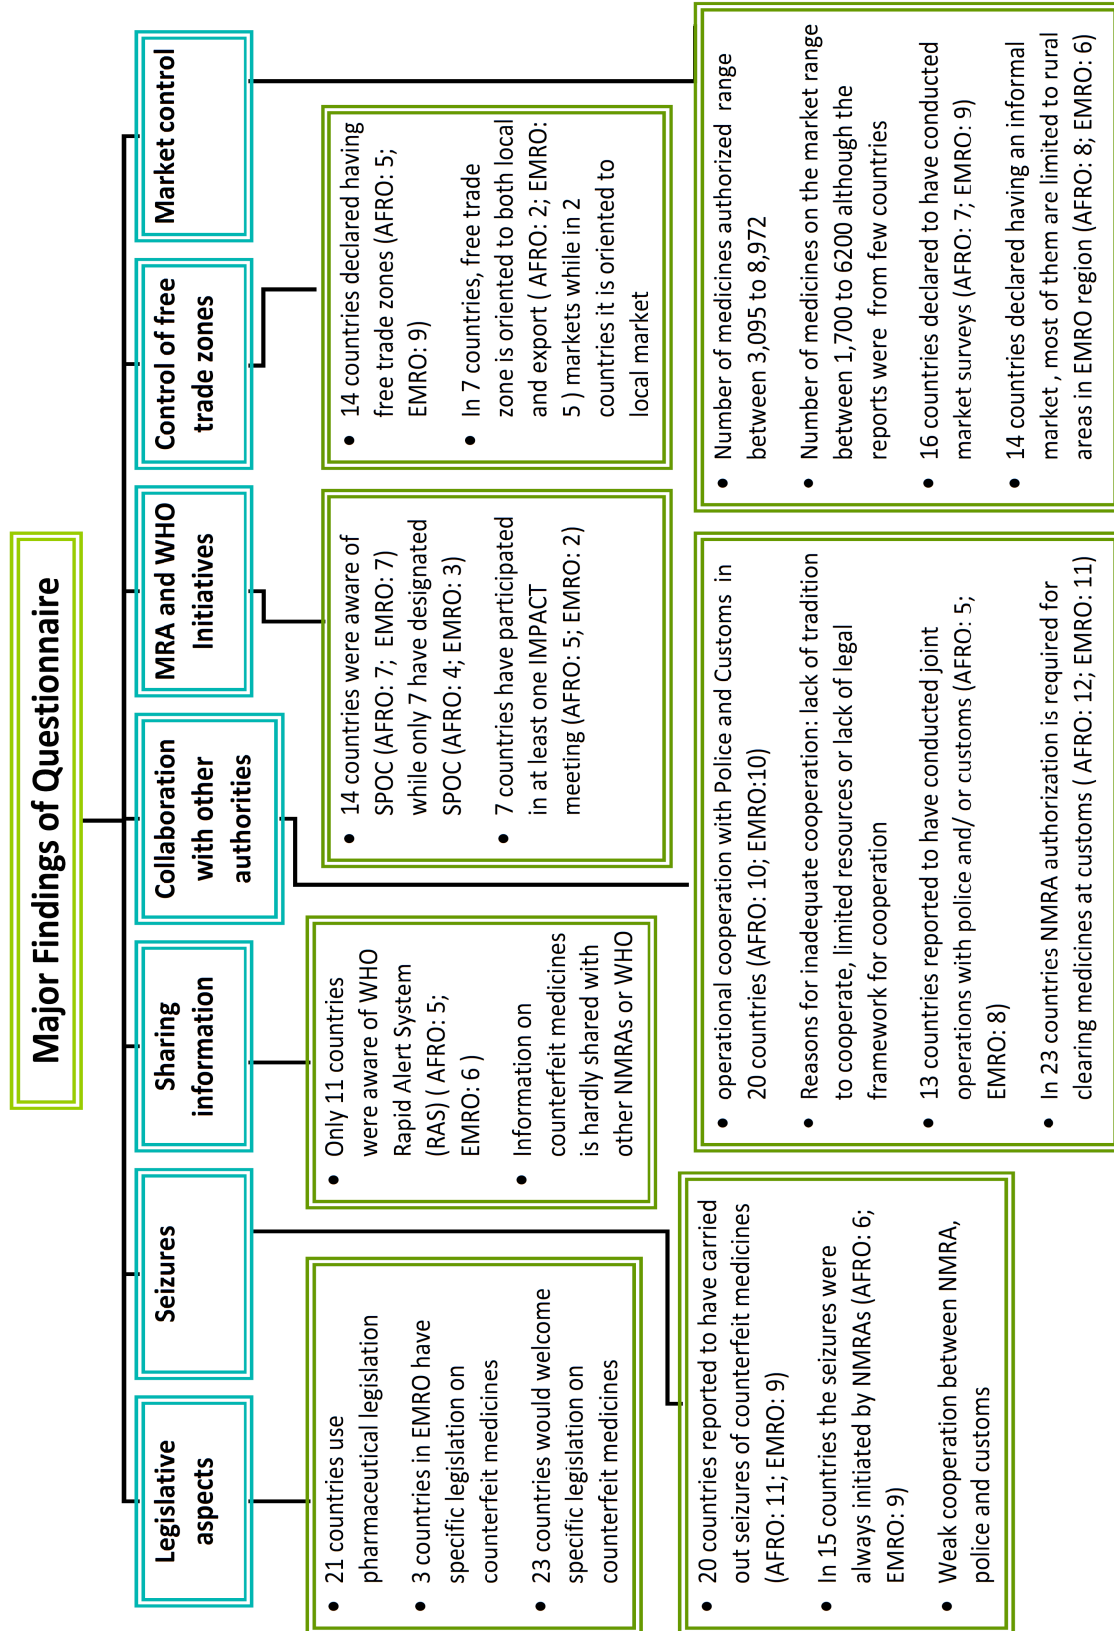 Major Findings of Questionnaire
Legislative
aspects
Seizures
Sharing
information
Collaboration
with other
authorities
MRA and WHO
Initiatives
Control of free
trade zones
Market control
• 21 countries use
pharmaceutical legislation
• 3 countries in EMRO have
specific legislation on
counterfeit medicines
• 23 countries would welcome
specific legislation on
counterfeit medicines
• 20 countries reported to have carried
out seizures of counterfeit medicines
(AFRO: 11; EMRO: 9)
• In 15 countries the seizures were
always initiated by NMRAs (AFRO: 6;
EMRO: 9)
• Weak cooperation between NMRA,
police and customs
• Only 11 countries
were aware of WHO
Rapid Alert System
(RAS) ( AFRO: 5;
EMRO: 6 )
• Information on
counterfeit medicines
is hardly shared with
other NMRAs or WHO
• operational cooperation with Police and Customs in
20 countries (AFRO: 10; EMRO:10)
• Reasons for inadequate cooperation: lack of tradition
to cooperate, limited resources or lack of legal
framework for cooperation
• 13 countries reported to have conducted joint
operations with police and/ or customs (AFRO: 5;
EMRO: 8)
• In 23 countries NMRA authorization is required for
clearing medicines at customs ( AFRO: 12; EMRO: 11)
• 14 countries were aware of
SPOC (AFRO: 7; EMRO: 7)
while only 7 have designated
SPOC (AFRO: 4; EMRO: 3)
• 7 countries have participated
in at least one IMPACT
meeting (AFRO: 5; EMRO: 2)
• 14 countries declared having
free trade zones (AFRO: 5;
EMRO: 9)
• In 7 countries, free trade
zone is oriented to both local
and export ( AFRO: 2; EMRO:
5 ) markets while in 2
countries it is oriented to
local market
• Number of medicines authorized range
between 3,095 to 8,972
• Number of medicines on the market range
between 1,700 to 6200 although the
reports were from few countries
• 16 countries declared to have conducted
market surveys (AFRO: 7; EMRO: 9)
• 14 countries declared having an informal
market , most of them are limited to rural
areas in EMRO region (AFRO: 8; EMRO: 6)